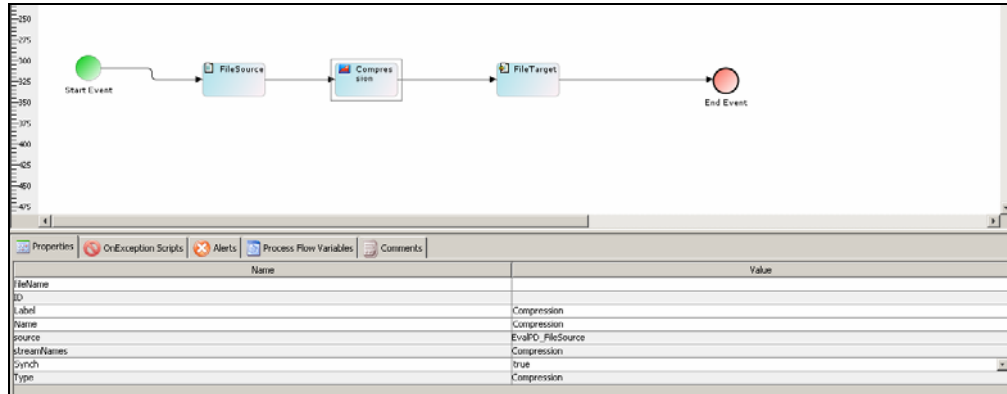 250
275
300
325
350
375
400
425
450
475
Start Event
FileSource
Compres
sion
FileTarget
End Event
Properties
OnException Scripts
Alerts
Process Flow Variables
Comments
Name Value
fileName
ID
Label Compression
Name Compression
source EvalPD_FileSource
streamNames Compression
Synch true
Type Compression